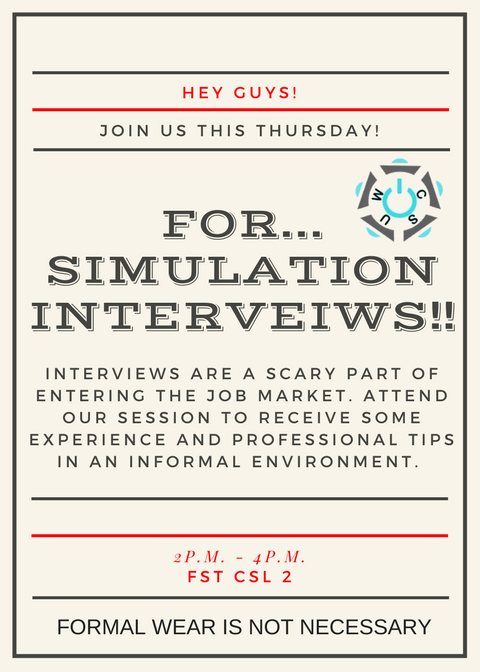 HEY GUYS!
JOIN US THIS THURSDAY!
M C
U S
FOR...
SIMULATION
INTERVEIWS!!
INTERVIEWS ARE A SCARY PART OF
ENTERING THE JOB MARKET. ATTEND
OUR SESSION TO RECEIVE SOME
EXPERIENCE AND PROFESSIONAL TIPS
IN AN INFORMAL ENVIRONMENT.
2P.M. - 4P.M.
FST CSL 2
FORMAL WEAR IS NOT NECESSARY